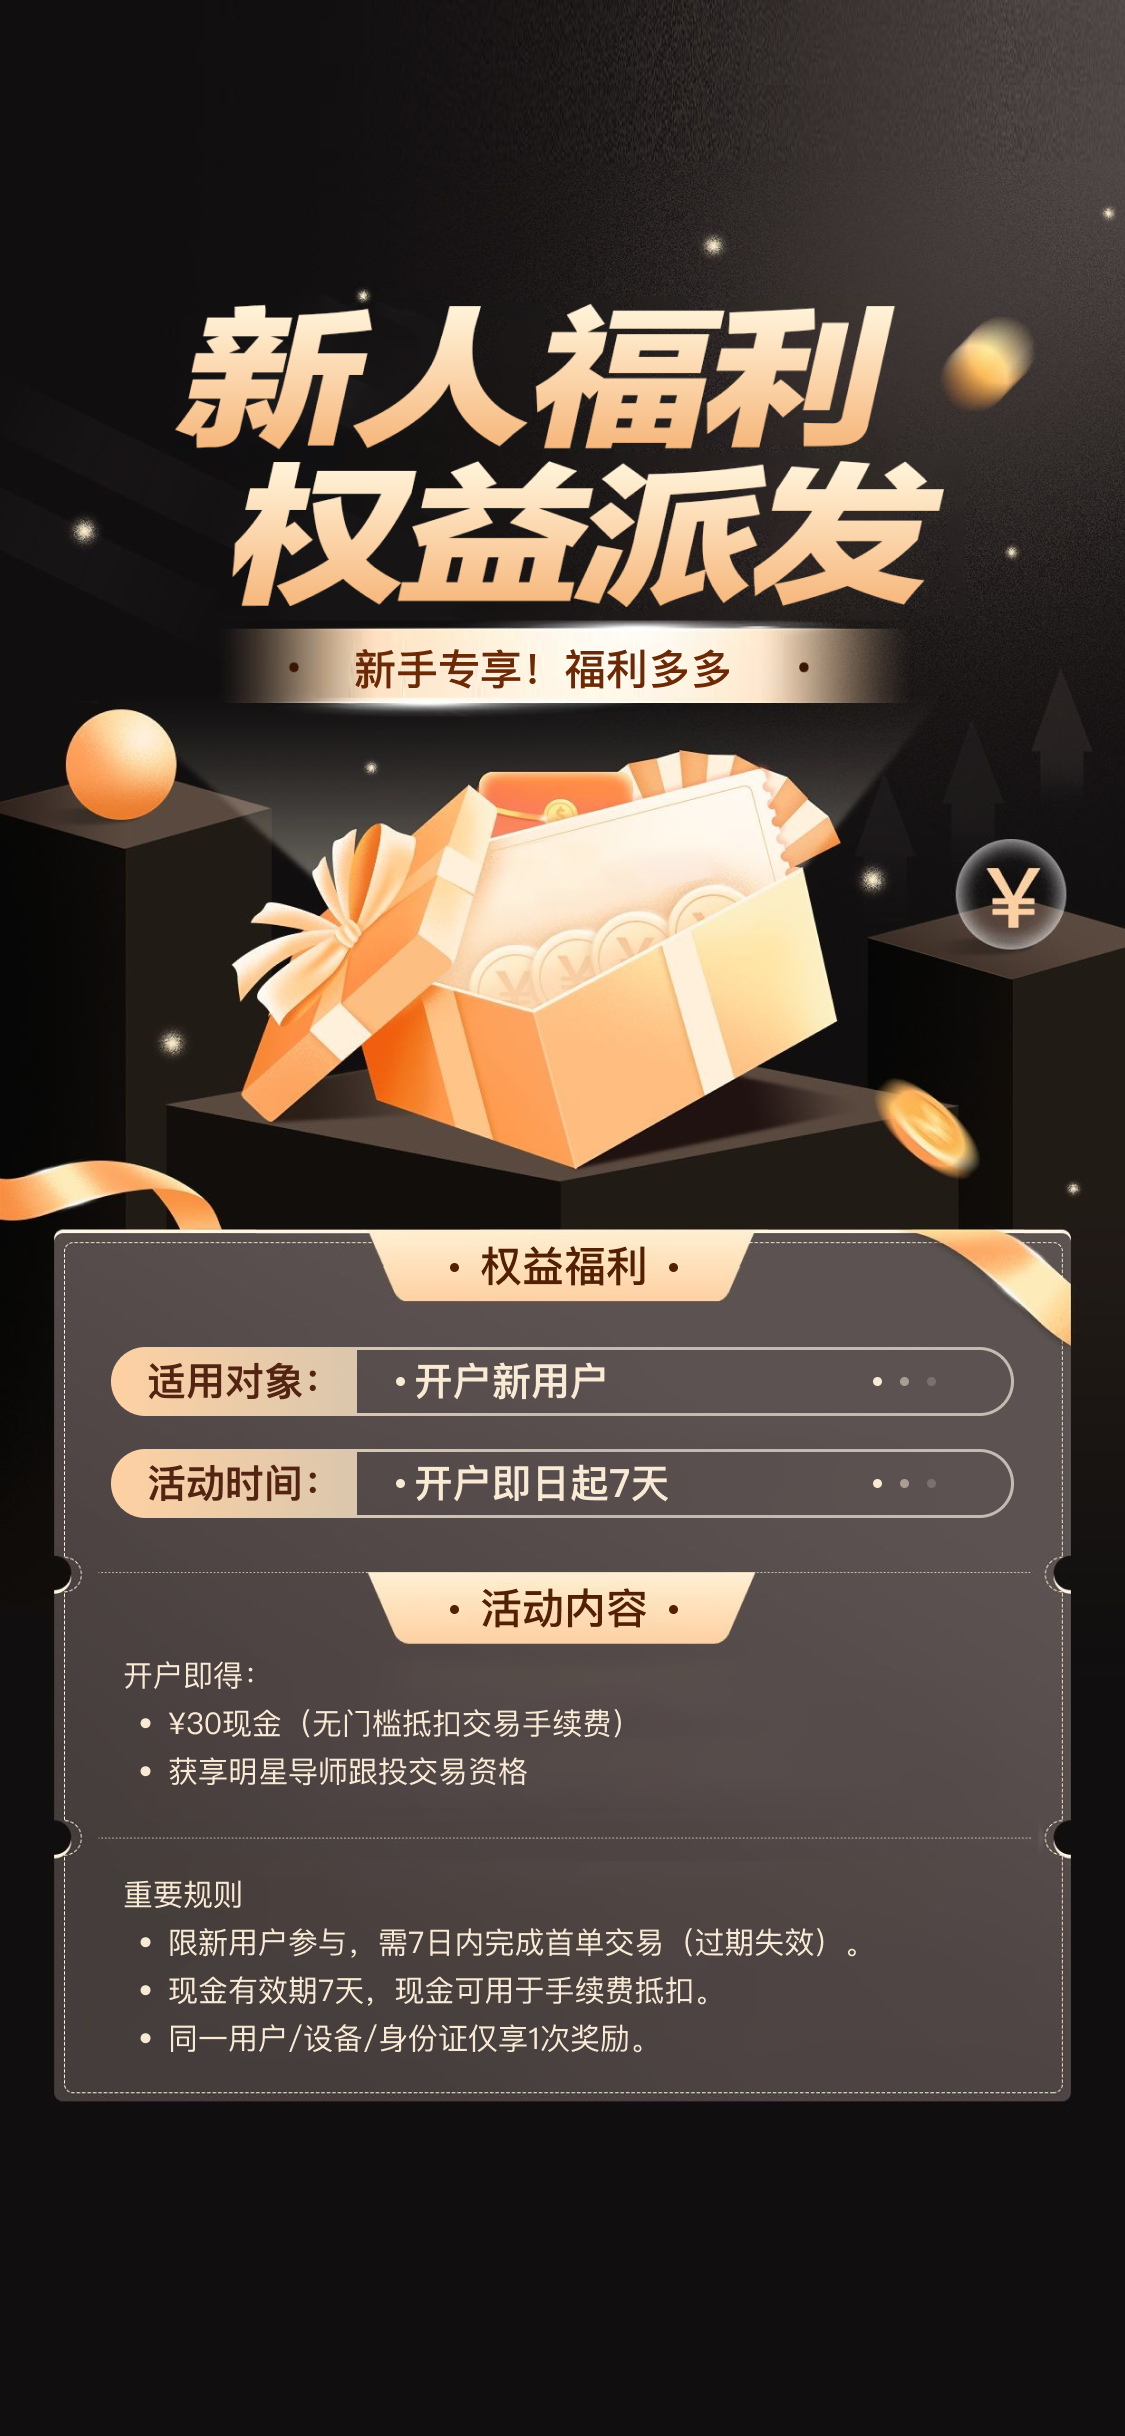 新人福利
权益派发
• 新手专享！福利多多 •
¥
¥ ¥ ¥ ¥
• 权益福利 •
适用对象： •开户新用户
活动时间： •开户即日起7天
• 活动内容 •
开户即得：
• ¥30现金（无门槛抵扣交易手续费）
• 获享明星导师跟投交易资格
重要规则
• 限新用户参与，需7日内完成首单交易（过期失效）。
• 现金有效期7天，现金可用于手续费抵扣。
• 同一用户/设备/身份证仅享1次奖励。